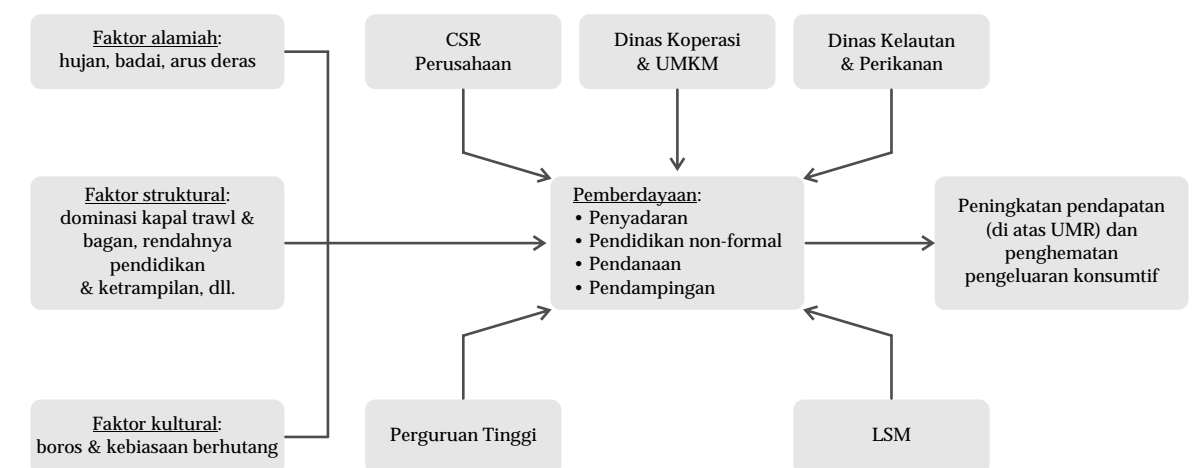 Faktor alamiah:
hujan, badai, arus deras
CSR
Perusahaan
Dinas Koperasi
& UMKM
Dinas Kelautan
& Perikanan
Faktor struktural:
dominasi kapal trawl &
bagan, rendahnya
pendidikan
& ketrampilan, dll.
Pemberdayaan:
• Penyadaran
• Pendidikan non-formal
• Pendanaan
• Pendampingan
Peningkatan pendapatan
(di atas UMR) dan
penghematan
pengeluaran konsumtif
Faktor kultural:
boros & kebiasaan berhutang
Perguruan Tinggi
LSM